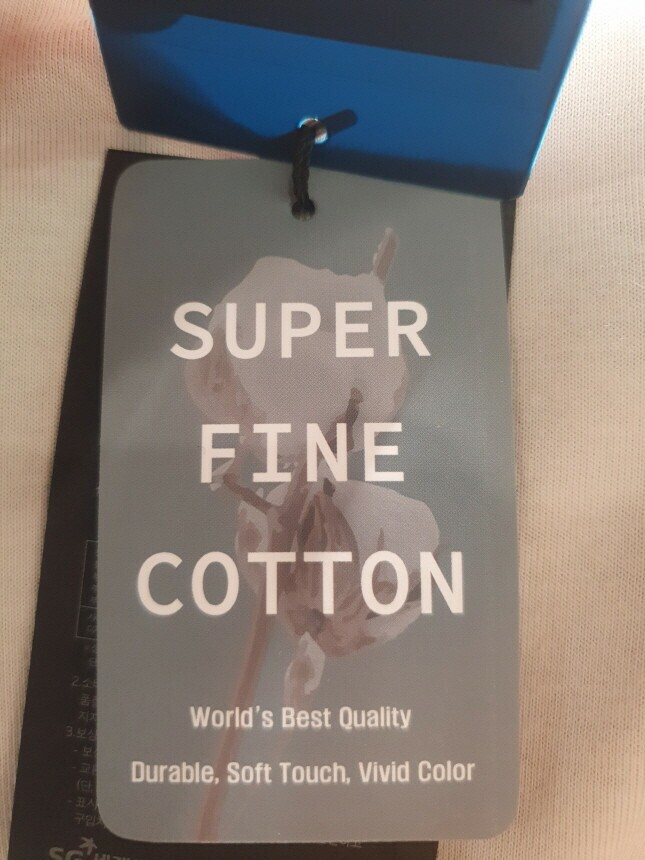 SUPER
FINE
COTTON
World's Best Quality
Durable, Soft Touch, Vivid Color